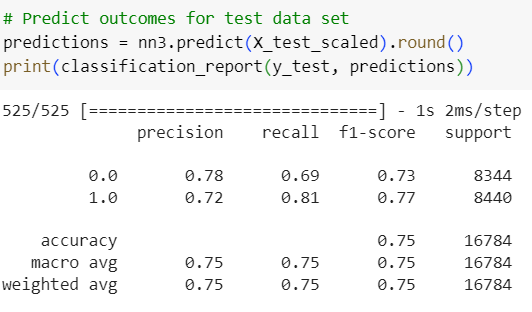 # Predict outcomes for test data set
predictions = nn3.predict(X_test_scaled).round()
print(classification_report(y_test, predictions))
525/525 [==============================] - 1s 2ms/step
precision recall f1-score support
0.0 0.78 0.69 0.73 8344
1.0 0.72 0.81 0.77 8440
accuracy 0.75 16784
macro avg 0.75 0.75 0.75 16784
weighted avg 0.75 0.75 0.75 16784